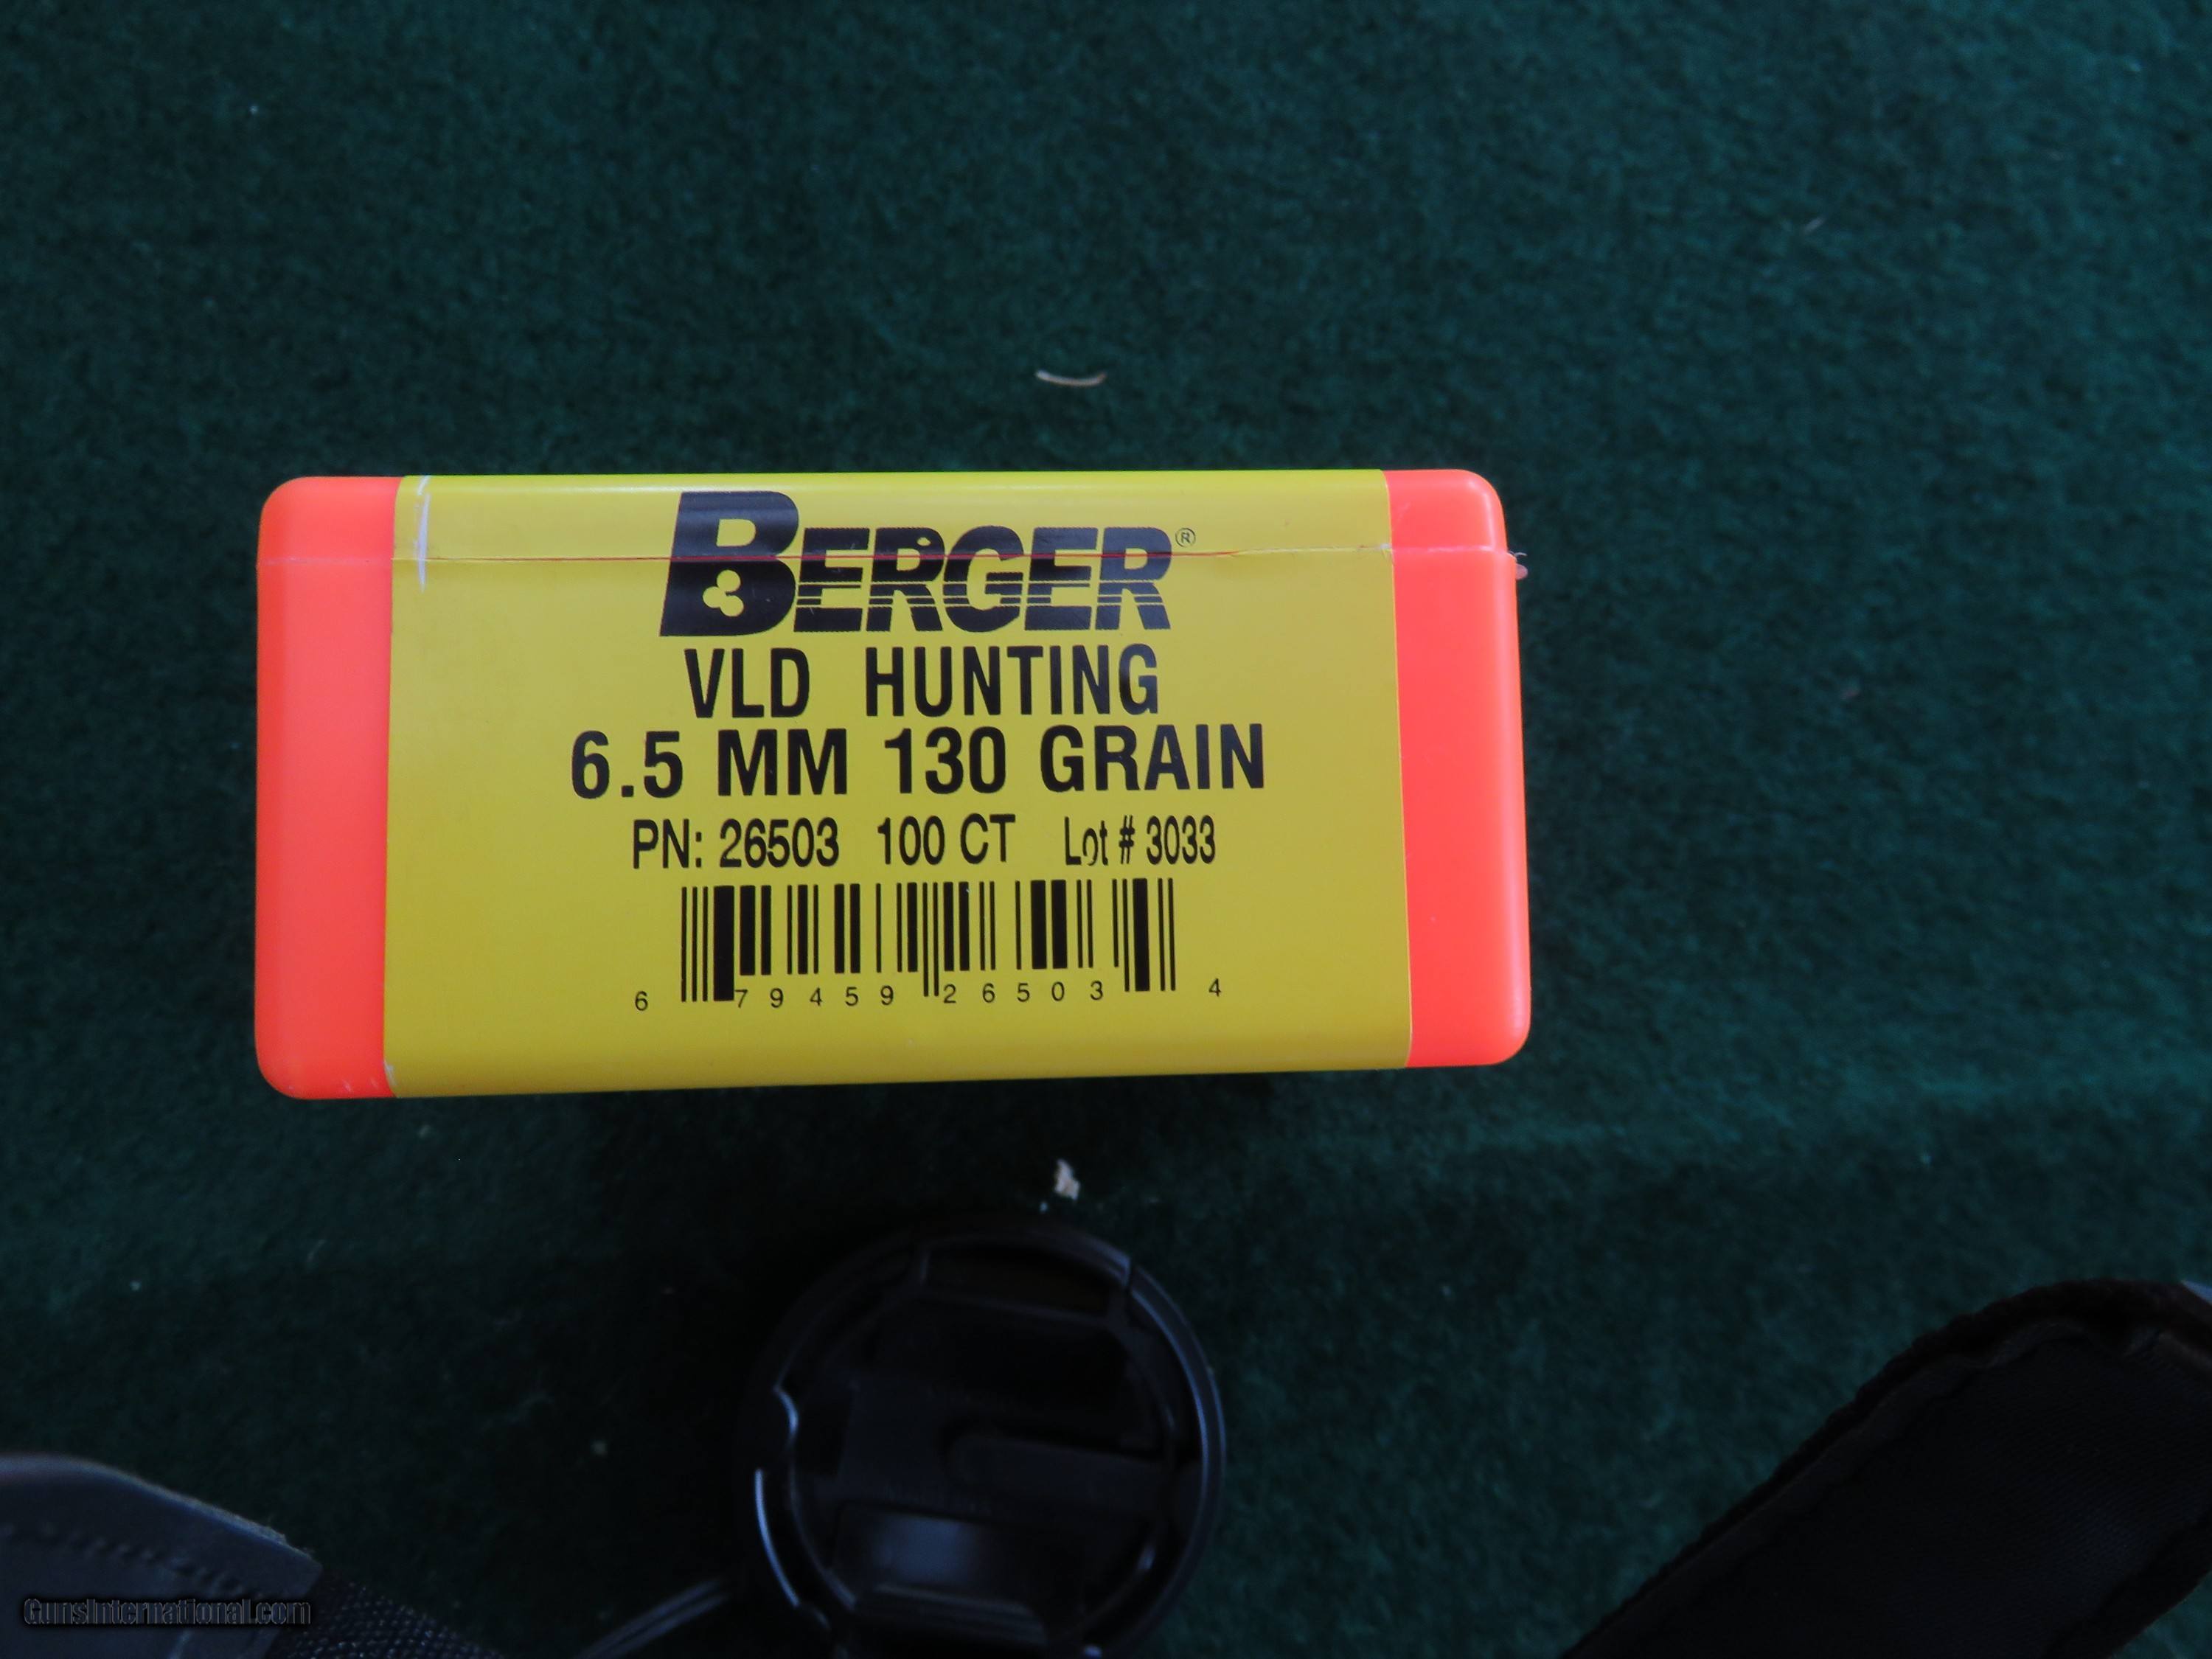 BERGER®
VLD HUNTING
6.5 MM 130 GRAIN
PN: 26503 100 CT Lot # 3033
6 79459 26503 4
GunsInternational.com